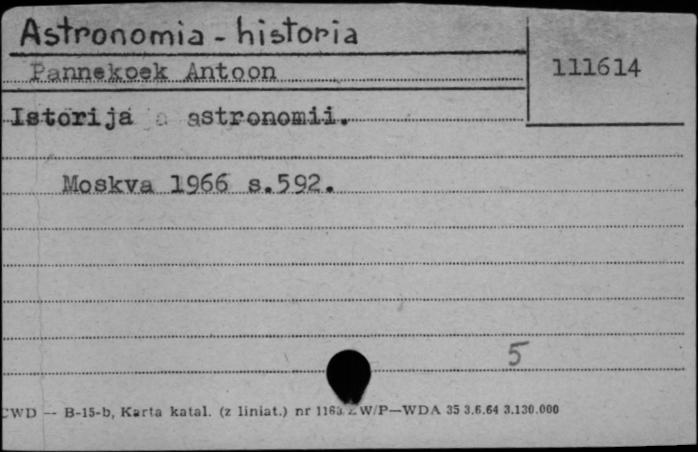 Astronomia - historia
Pannekoek Antoon
111614
Istorija astronomii.
Moskva 1966 s.592.
5
CWD — B-15-b, Karta katal. (z liniat.) nr 1163 ZW/P—WDA 35 3.6.64 3.130.000